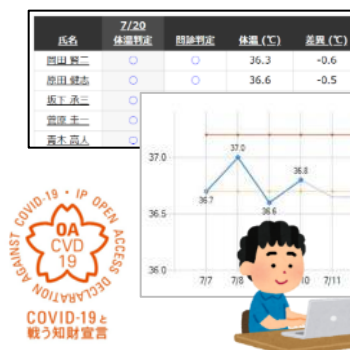 7/20
氏名 体温判定 問診判定 体温 (℃) 差異 (℃)
岡田 賢二 ○ ○ 36.3 -0.6
原田 健志 ○ ○ 36.6 -0.5
坂下 承三 ○
菅原 圭一 ○
青木 高人 ○
37.0
36.5
36.0
36.7
37.0
36.6
36.8
7/7 7/8 10 7/11
COVID-19・IP OPEN ACCESS DECLARATION AGAINST
OA
CVD
19
COVID-19と
戦う知財宣言